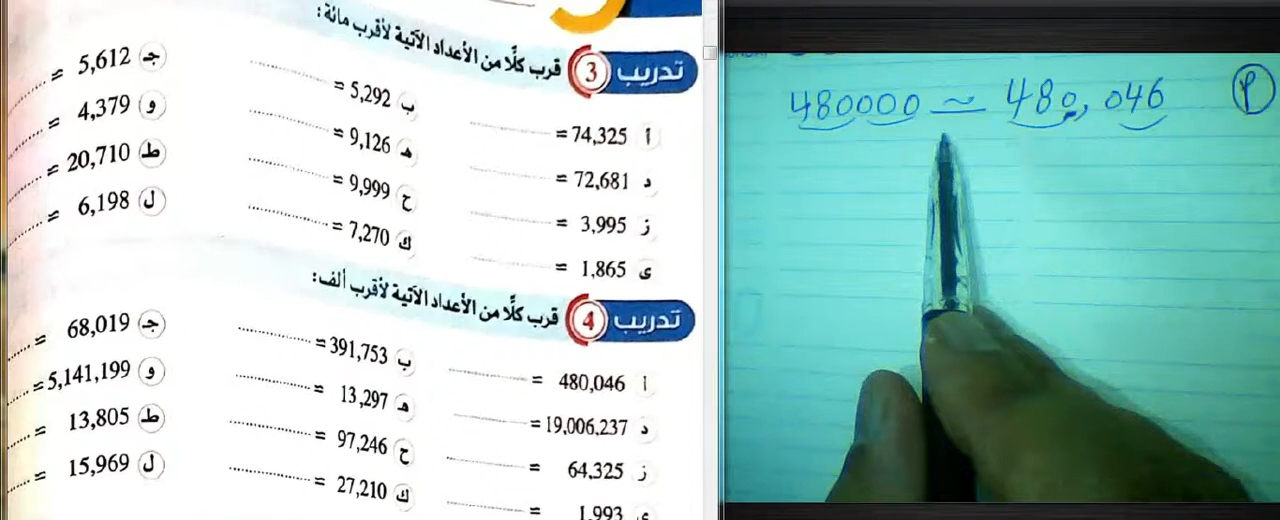 تدريب 3 قرب كلًّا من الأعداد الآتية لأقرب مائة:
أ 74,325 = ب 5,292 = جـ 5,612 =
د 72,681 = هـ 9,126 = و 4,379 =
ز 3,995 = ح 9,999 = ط 20,710 =
ى 1,865 = ك 7,270 = ل 6,198 =
تدريب 4 قرب كلًّا من الأعداد الآتية لأقرب ألف:
أ 480,046 = ب 391,753 = جـ 68,019 =
د 19,006,237 = هـ 13,297 = و 5,141,199 =
ز 64,325 = ح 97,246 = ط 13,805 =
ى 1,993 = ك 27,210 = ل 15,969 =
480000 ≃ 480,046 م